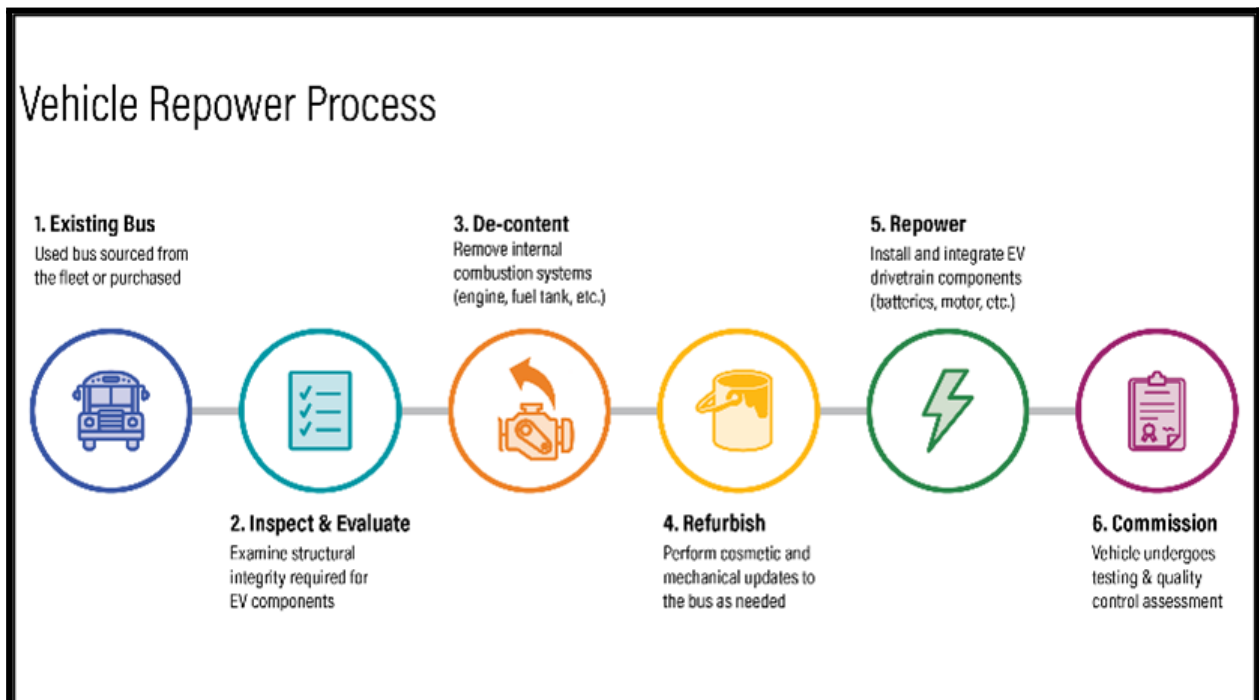 Vehicle Repower Process
1. Existing Bus
Used bus sourced from
the fleet or purchased
2. Inspect & Evaluate
Examine structural
integrity required for
EV components
3. De-content
Remove internal
combustion systems
(engine, fuel tank, etc.)
4. Refurbish
Perform cosmetic and
mechanical updates to
the bus as needed
5. Repower
Install and integrate EV
drivetrain components
(batteries, motor, etc.)
6. Commission
Vehicle undergoes
testing & quality
control assessment